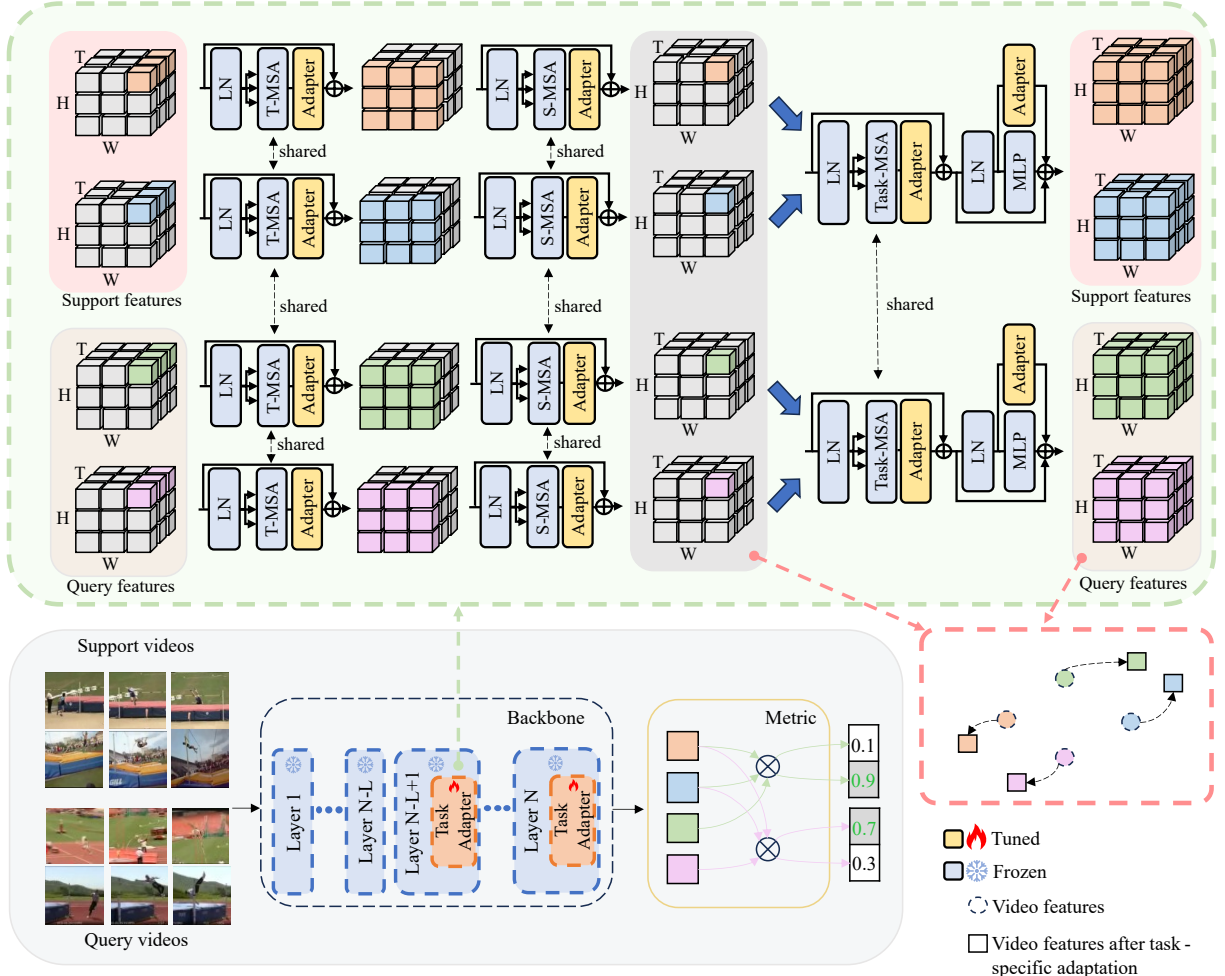 T
H
W
LN
T-MSA
Adapter
LN
S-MSA
Adapter
T
H
W
LN
Task-MSA
Adapter
LN
MLP
Adapter
T
H
W
shared
shared
T
H
W
Support features
LN
T-MSA
Adapter
LN
S-MSA
Adapter
T
H
W
T
H
W
Support features
shared
shared
shared
T
H
W
LN
T-MSA
Adapter
LN
S-MSA
Adapter
T
H
W
LN
Task-MSA
Adapter
LN
MLP
Adapter
T
H
W
shared
shared
T
H
W
Query features
LN
T-MSA
Adapter
LN
S-MSA
Adapter
T
H
W
T
H
W
Query features
Support videos
Query videos
Backbone
Layer 1
Layer N-L
Layer N-L+1
Task
Adapter
Layer N
Task
Adapter
Metric
0.1
0.9
0.7
0.3
Tuned
Frozen
Video features
Video features after task -
specific adaptation